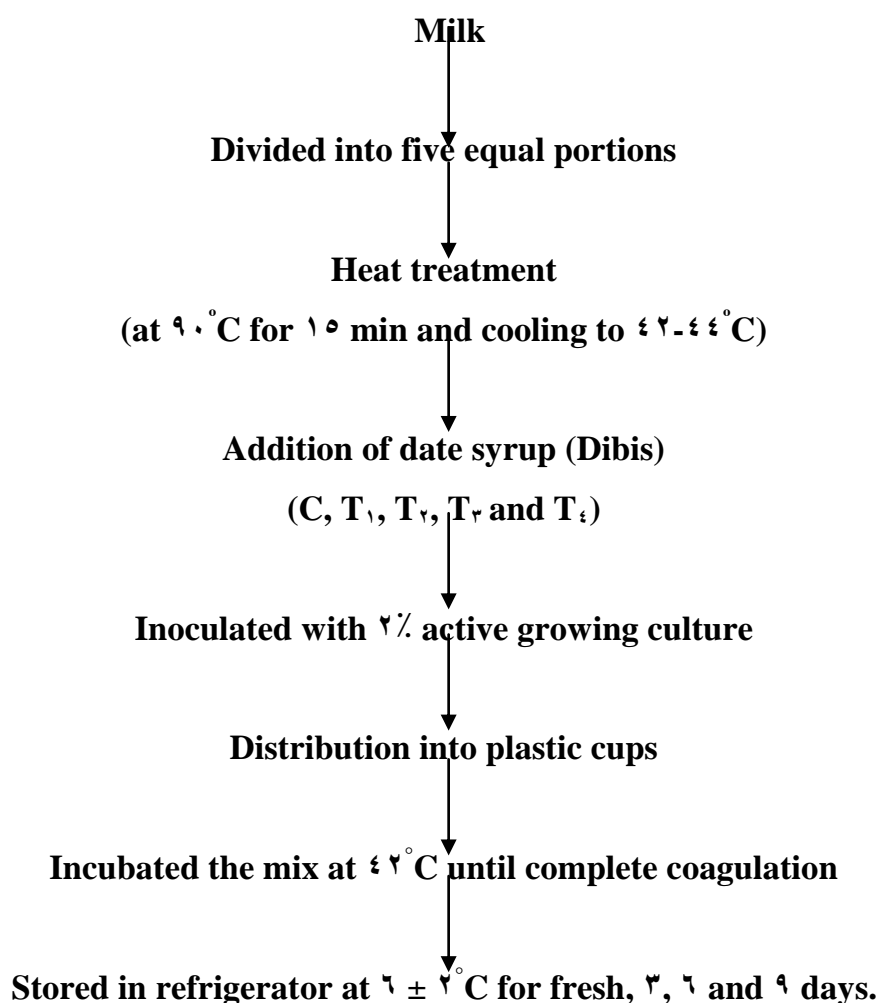 Milk
Divided into five equal portions
Heat treatment
(at ٩٠°C for ١٥ min and cooling to ٤٢-٤٤°C)
Addition of date syrup (Dibis)
(C, T١, T٢, T٣ and T٤)
Inoculated with ٢٪ active growing culture
Distribution into plastic cups
Incubated the mix at ٤٢°C until complete coagulation
Stored in refrigerator at ٦ ± ٢°C for fresh, ٣, ٦ and ٩ days.